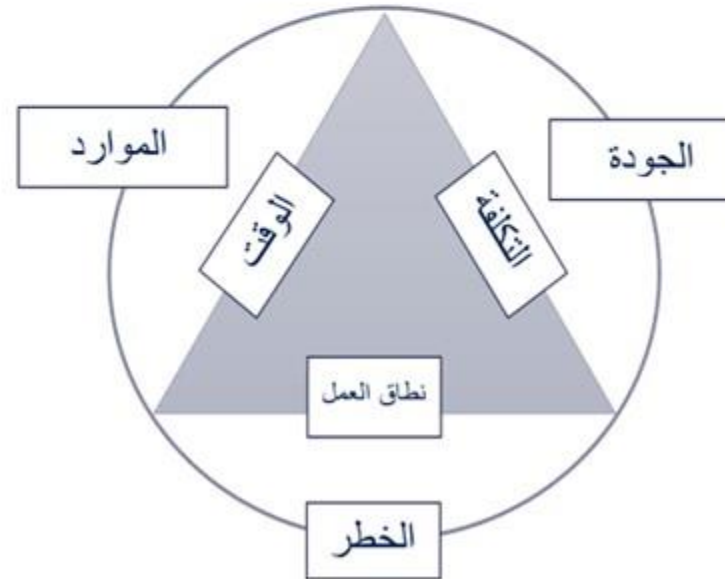 الجودة
الموارد
التكلفة
الوقت
نطاق العمل
الخطر